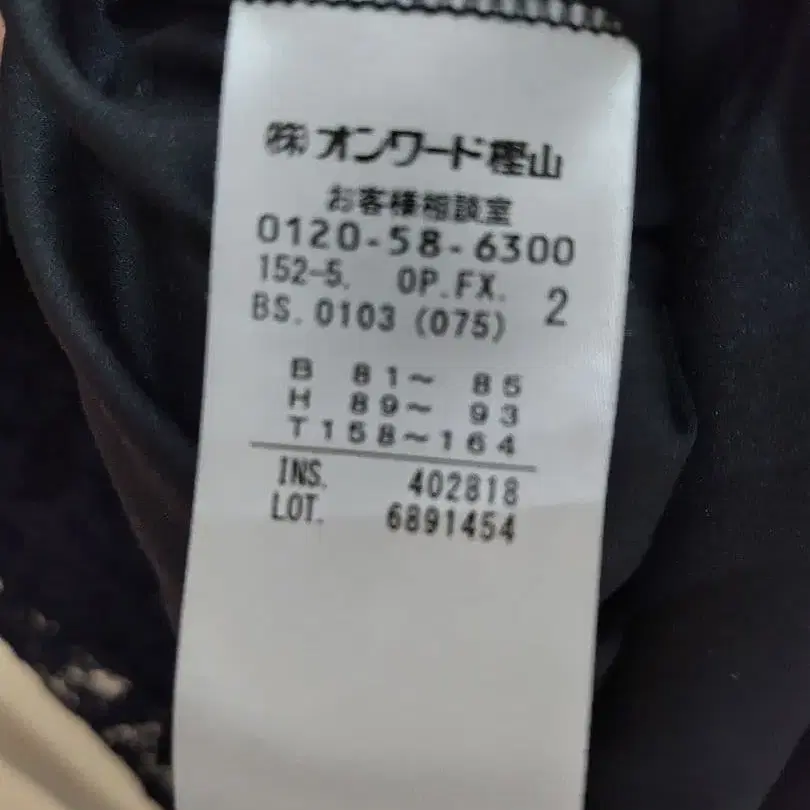 ㈱オンワード樫山
お客様相談室
0120-58-6300
152-5. OP.FX. 2
BS.0103 (075)
B 81~ 85
H 89~ 93
T158~164
INS. 402818
LOT. 6891454